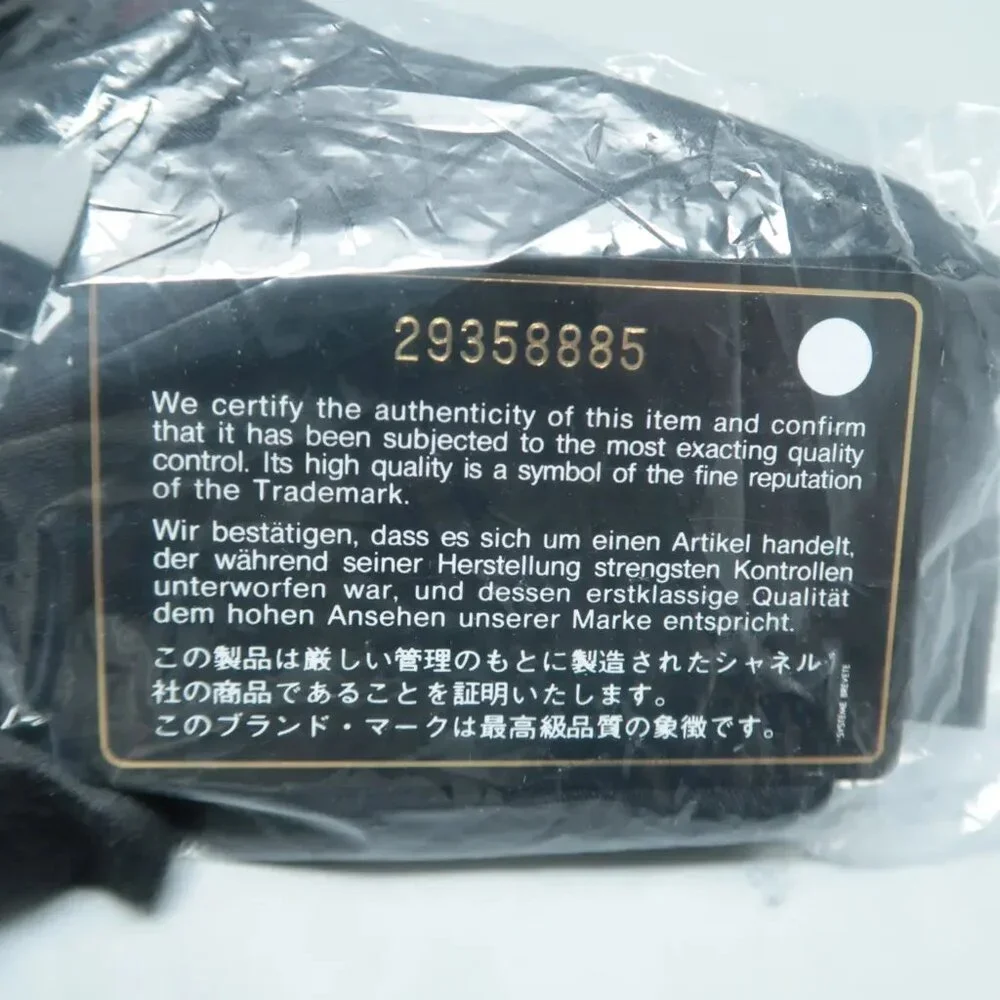 29358885
We certify the authenticity of this item and confirm
that it has been subjected to the most exacting quality
control. Its high quality is a symbol of the fine reputation
of the Trademark.
Wir bestätigen, dass es sich um einen Artikel handelt,
der während seiner Herstellung strengsten Kontrollen
unterworfen war, und dessen erstklassige Qualität
dem hohen Ansehen unserer Marke entspricht.
この製品は厳しい管理のもとに製造されたシャネル
社の商品であることを証明いたします。
このブランド・マークは最高級品質の象徴です。
SYSTEME BREVETE